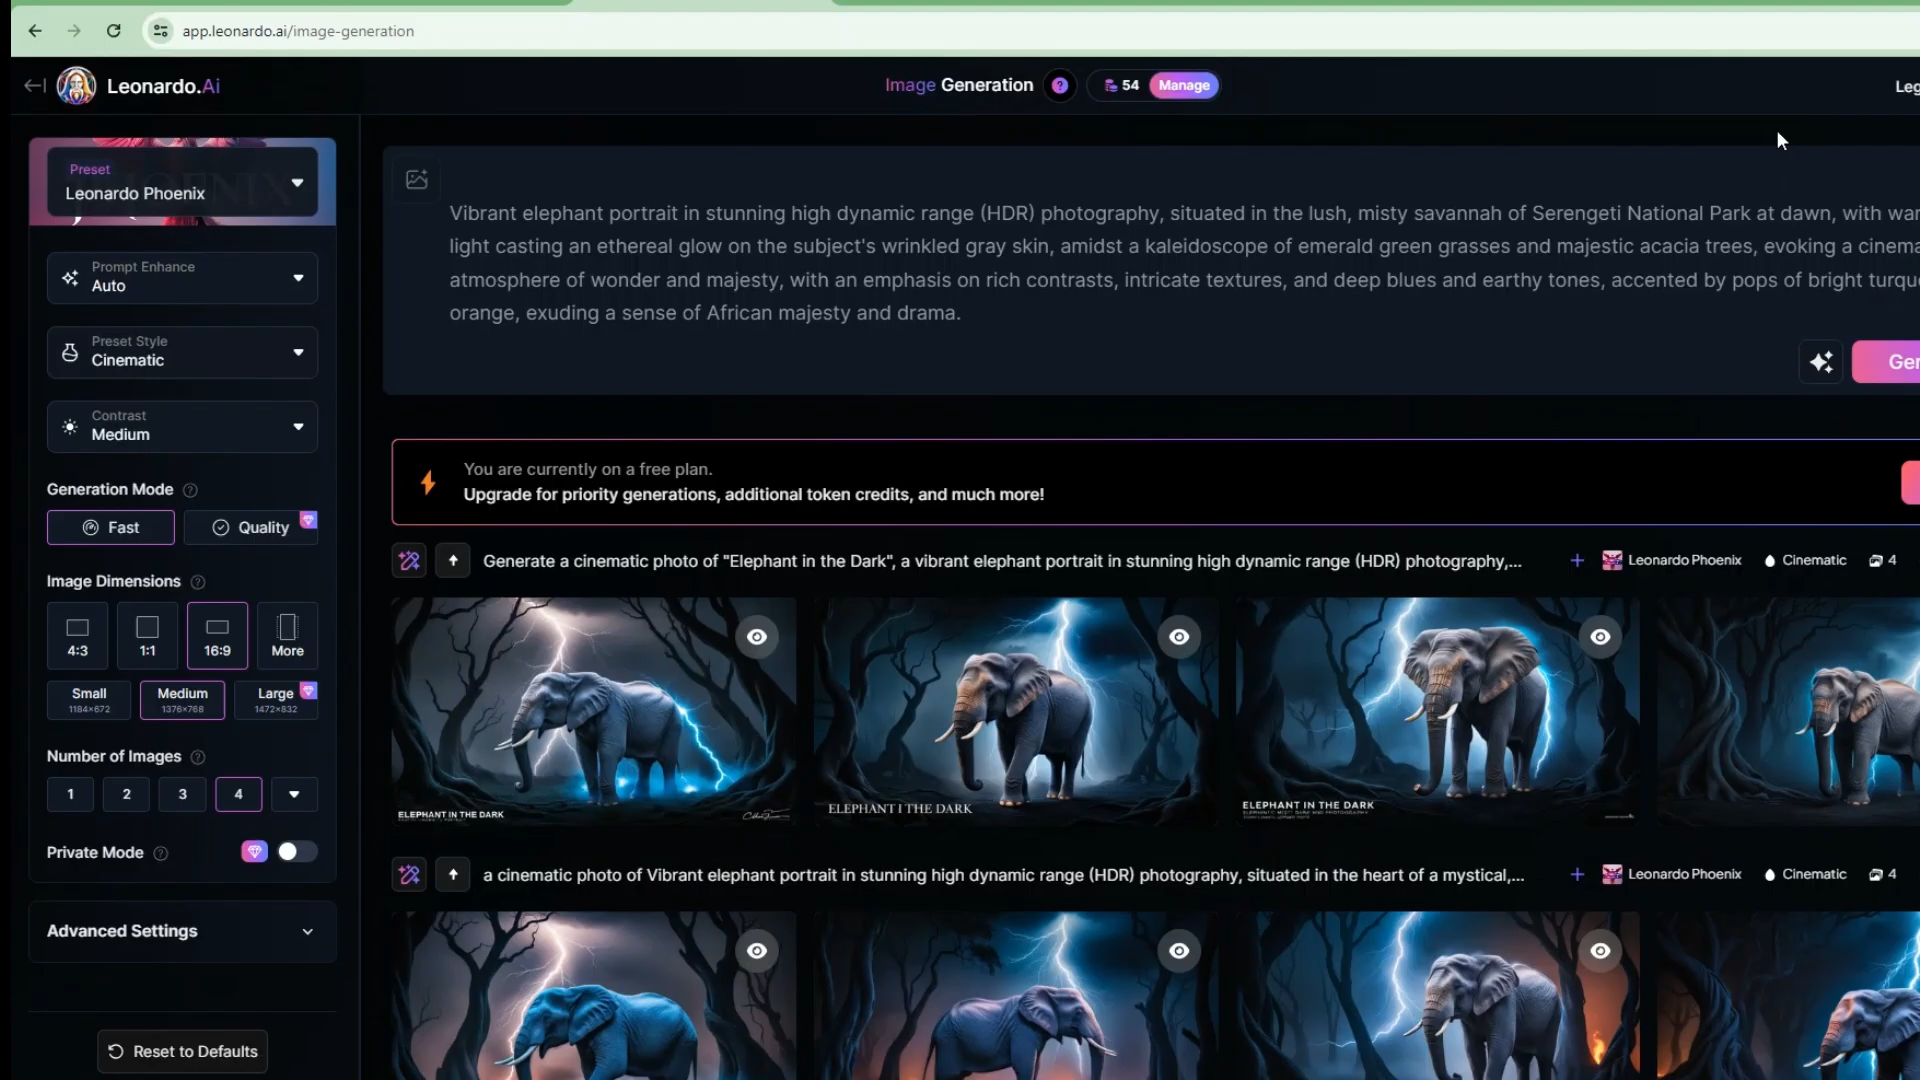 app.leonardo.ai/image-generation
Leonardo.Ai
Image Generation
?
54
Manage
Leg
Preset
Leonardo Phoenix
Prompt Enhance
Auto
Preset Style
Cinematic
Contrast
Medium
Generation Mode ?
Fast
Quality
Image Dimensions ?
4:3
1:1
16:9
More
Small
1184×672
Medium
1376×768
Large
1472×832
Number of Images ?
1
2
3
4
Private Mode ?
Advanced Settings
Reset to Defaults
Vibrant elephant portrait in stunning high dynamic range (HDR) photography, situated in the lush, misty savannah of Serengeti National Park at dawn, with war
light casting an ethereal glow on the subject's wrinkled gray skin, amidst a kaleidoscope of emerald green grasses and majestic acacia trees, evoking a cinema
atmosphere of wonder and majesty, with an emphasis on rich contrasts, intricate textures, and deep blues and earthy tones, accented by pops of bright turqu
orange, exuding a sense of African majesty and drama.
Ger
You are currently on a free plan.
Upgrade for priority generations, additional token credits, and much more!
Generate a cinematic photo of "Elephant in the Dark", a vibrant elephant portrait in stunning high dynamic range (HDR) photography,...
Leonardo Phoenix
Cinematic
4
ELEPHANT IN THE DARK
ELEPHANT I THE DARK
ELEPHANT IN THE DARK
a cinematic photo of Vibrant elephant portrait in stunning high dynamic range (HDR) photography, situated in the heart of a mystical,...
Leonardo Phoenix
Cinematic
4